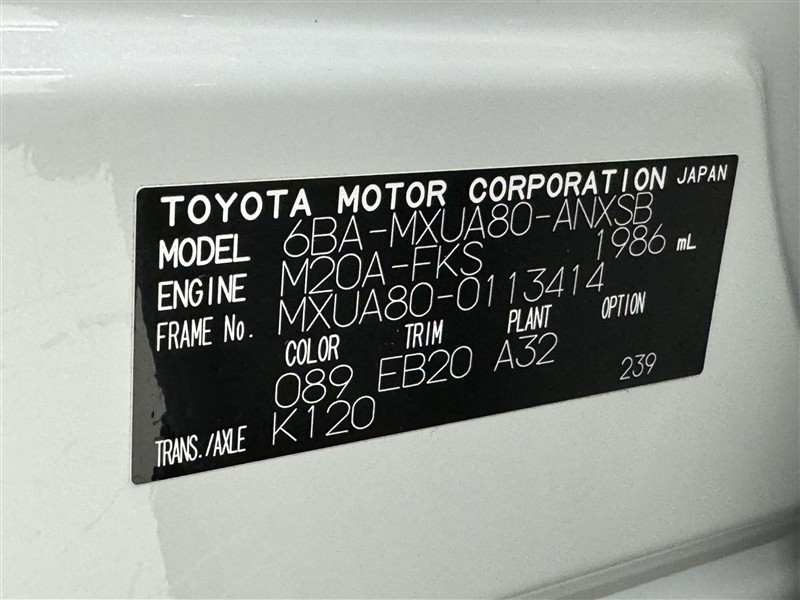 TOYOTA MOTOR CORPORATION JAPAN
MODEL 6BA-MXUA80-ANXSB
ENGINE M20A-FKS 1986 mL
FRAME No. MXUA80-0113414
COLOR TRIM PLANT OPTION
089 EB20 A32 239
TRANS./AXLE K120